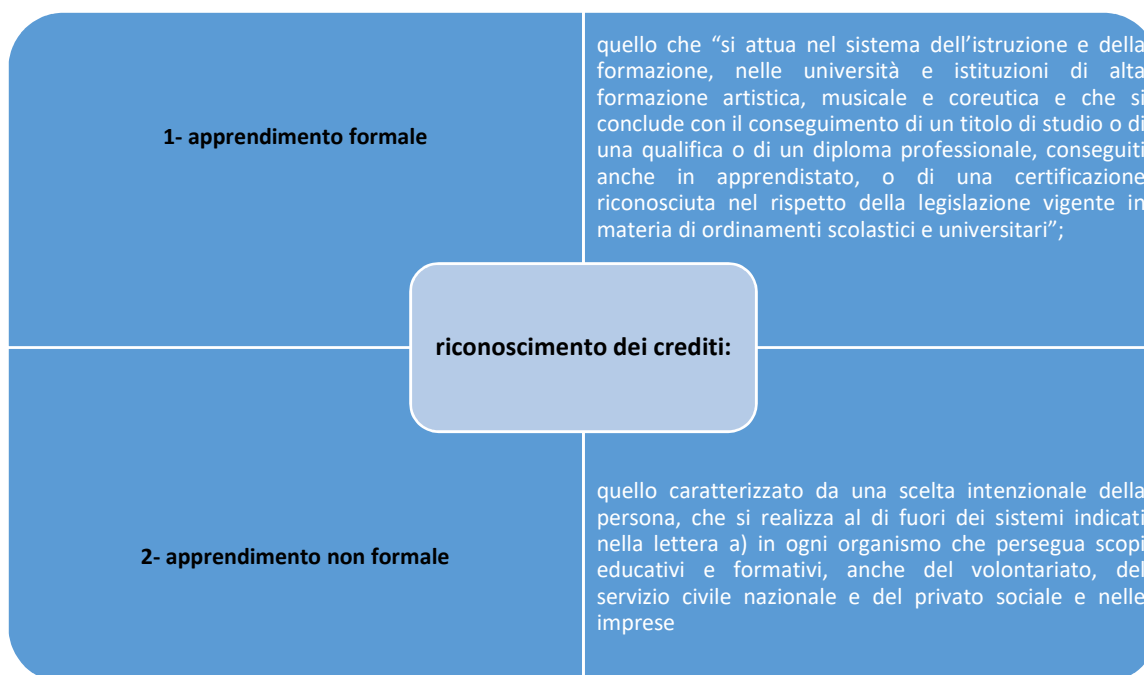 1- apprendimento formale
quello che “si attua nel sistema dell’istruzione e della
formazione, nelle università e istituzioni di alta
formazione artistica, musicale e coreutica e che si
conclude con il conseguimento di un titolo di studio o di
una qualifica o di un diploma professionale, conseguiti
anche in apprendistato, o di una certificazione
riconosciuta nel rispetto della legislazione vigente in
materia di ordinamenti scolastici e universitari”;
riconoscimento dei crediti:
2- apprendimento non formale
quello caratterizzato da una scelta intenzionale della
persona, che si realizza al di fuori dei sistemi indicati
nella lettera a) in ogni organismo che persegua scopi
educativi e formativi, anche del volontariato, del
servizio civile nazionale e del privato sociale e nelle
imprese